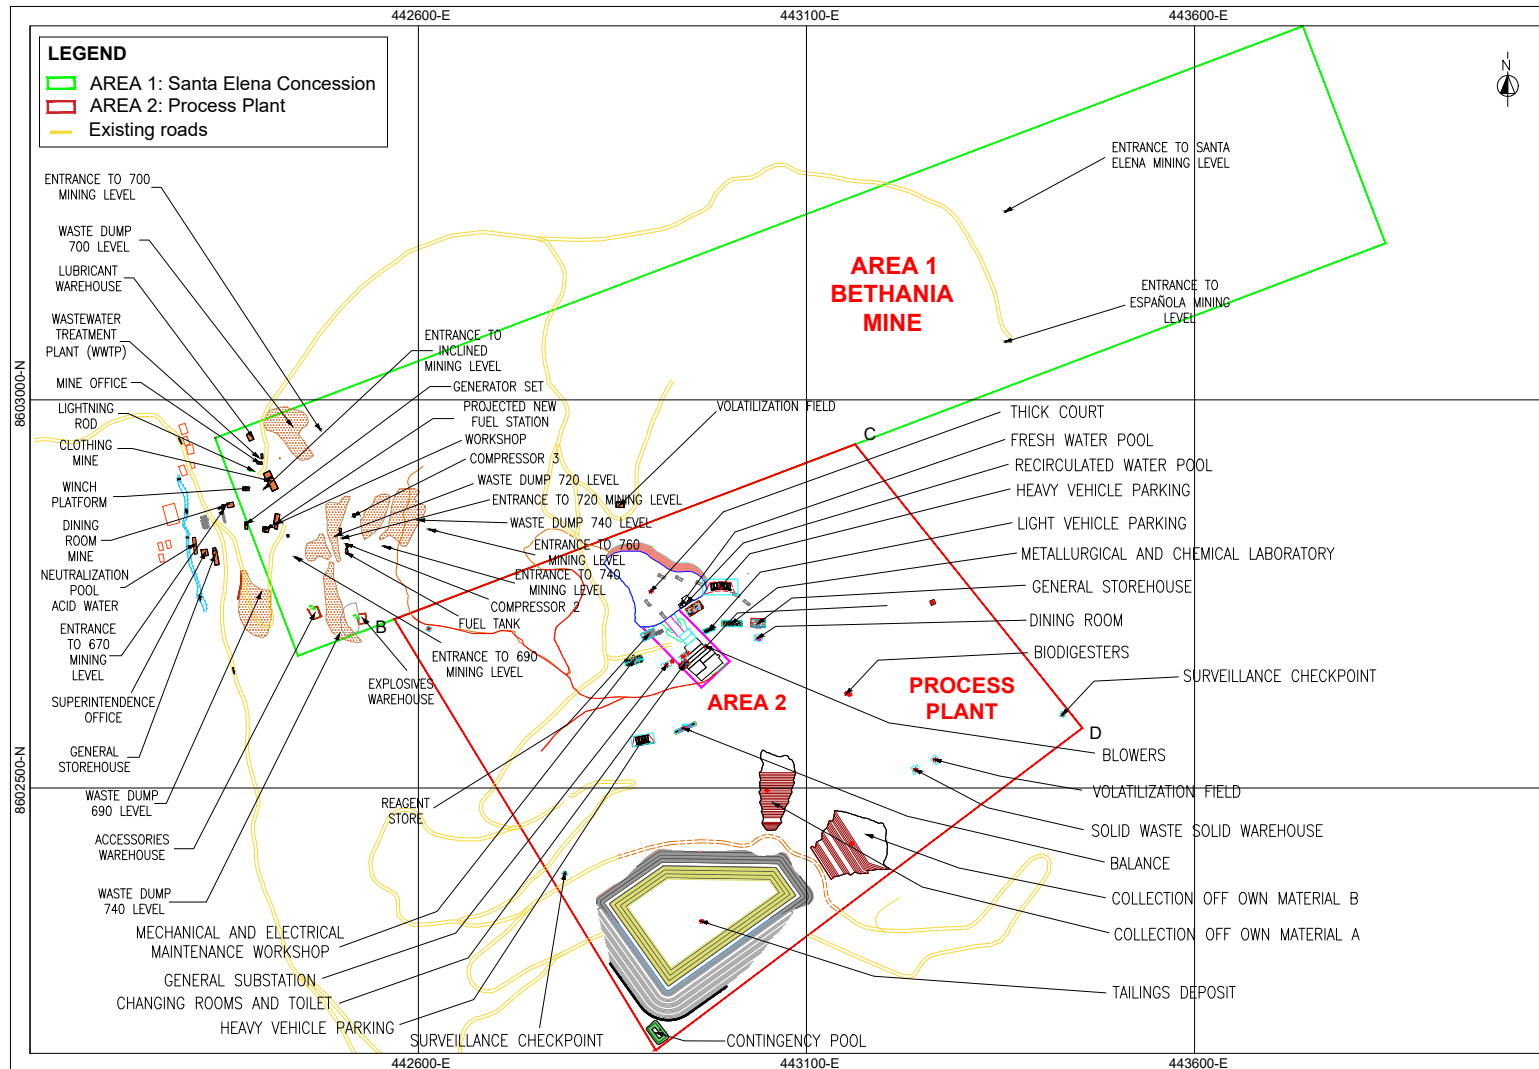 442600-E
443100-E
443600-E
LEGEND
AREA 1: Santa Elena Concession
AREA 2: Process Plant
Existing roads
N
ENTRANCE TO SANTA
ELENA MINING LEVEL
ENTRANCE TO 700
MINING LEVEL
WASTE DUMP
700 LEVEL
LUBRICANT
WAREHOUSE
WASTEWATER
TREATMENT
PLANT (WWTP)
MINE OFFICE
LIGHTNING
ROD
CLOTHING
MINE
WINCH
PLATFORM
DINING
ROOM
MINE
NEUTRALIZATION
POOL
ACID WATER
ENTRANCE
TO 670
MINING
LEVEL
SUPERINTENDENCE
OFFICE
GENERAL
STOREHOUSE
WASTE DUMP
690 LEVEL
ACCESSORIES
WAREHOUSE
WASTE DUMP
740 LEVEL
8603000-N
8602500-N
AREA 1
BETHANIA
MINE
ENTRANCE TO
ESPAÑOLA MINING
LEVEL
ENTRANCE TO
INCLINED
MINING LEVEL
GENERATOR SET
PROJECTED NEW
FUEL STATION
WORKSHOP
COMPRESSOR 3
WASTE DUMP 720 LEVEL
ENTRANCE TO 720 MINING LEVEL
WASTE DUMP 740 LEVEL
ENTRANCE TO 760
MINING LEVEL
ENTRANCE TO 740
MINING LEVEL
COMPRESSOR 2
FUEL TANK
ENTRANCE TO 690
MINING LEVEL
EXPLOSIVES
WAREHOUSE
B
VOLATILIZATION FIELD
C
THICK COURT
FRESH WATER POOL
RECIRCULATED WATER POOL
HEAVY VEHICLE PARKING
LIGHT VEHICLE PARKING
METALLURGICAL AND CHEMICAL LABORATORY
GENERAL STOREHOUSE
DINING ROOM
BIODIGESTERS
SURVEILLANCE CHECKPOINT
AREA 2
PROCESS
PLANT
D
BLOWERS
VOLATILIZATION FIELD
SOLID WASTE SOLID WAREHOUSE
BALANCE
COLLECTION OFF OWN MATERIAL B
COLLECTION OFF OWN MATERIAL A
TAILINGS DEPOSIT
REAGENT
STORE
MECHANICAL AND ELECTRICAL
MAINTENANCE WORKSHOP
GENERAL SUBSTATION
CHANGING ROOMS AND TOILET
HEAVY VEHICLE PARKING
SURVEILLANCE CHECKPOINT
CONTINGENCY POOL
442600-E
443100-E
443600-E